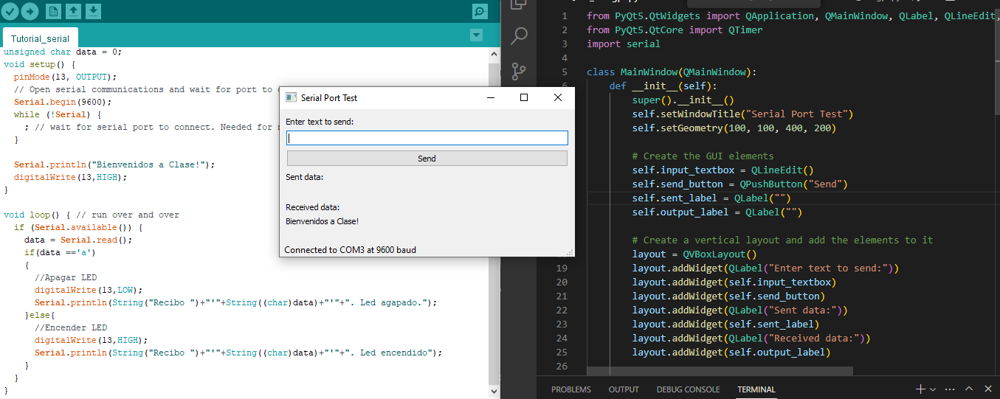 Tutorial_serial
unsigned char data = 0;
void setup() {
  pinMode(13, OUTPUT);
  // Open serial communications and wait for port to
  Serial.begin(9600);
  while (!Serial) {
    ; // wait for serial port to connect. Needed for
  }
  Serial.println("Bienvenidos a Clase!");
  digitalWrite(13,HIGH);
}
void loop() { // run over and over
  if (Serial.available()) {
    data = Serial.read();
    if(data =='a')
    {
      //Apagar LED
      digitalWrite(13,LOW);
      Serial.println(String("Recibo ")+"'"+String((char)data)+"'"+". Led agapado.");
    }else{
      //Encender LED
      digitalWrite(13,HIGH);
      Serial.println(String("Recibo ")+"'"+String((char)data)+"'"+". Led encendido");
    }
  }
}
Serial Port Test
Enter text to send:
Send
Sent data:
Received data:
Bienvenidos a Clase!
Connected to COM3 at 9600 baud
1 from PyQt5.QtWidgets import QApplication, QMainWindow, QLabel, QLineEdit,
2 from PyQt5.QtCore import QTimer
3 import serial
4
5 class MainWindow(QMainWindow):
def __init__(self):
super().__init__()
self.setWindowTitle("Serial Port Test")
self.setGeometry(100, 100, 400, 200)
# Create the GUI elements
self.input_textbox = QLineEdit()
self.send_button = QPushButton("Send")
self.sent_label = QLabel("")
self.output_label = QLabel("")
# Create a vertical layout and add the elements to it
layout = QVBoxLayout()
19 layout.addWidget(QLabel("Enter text to send:"))
20 layout.addWidget(self.input_textbox)
21 layout.addWidget(self.send_button)
22 layout.addWidget(QLabel("Sent data:"))
23 layout.addWidget(self.sent_label)
24 layout.addWidget(QLabel("Received data:"))
25 layout.addWidget(self.output_label)
26
PROBLEMS OUTPUT DEBUG CONSOLE TERMINAL